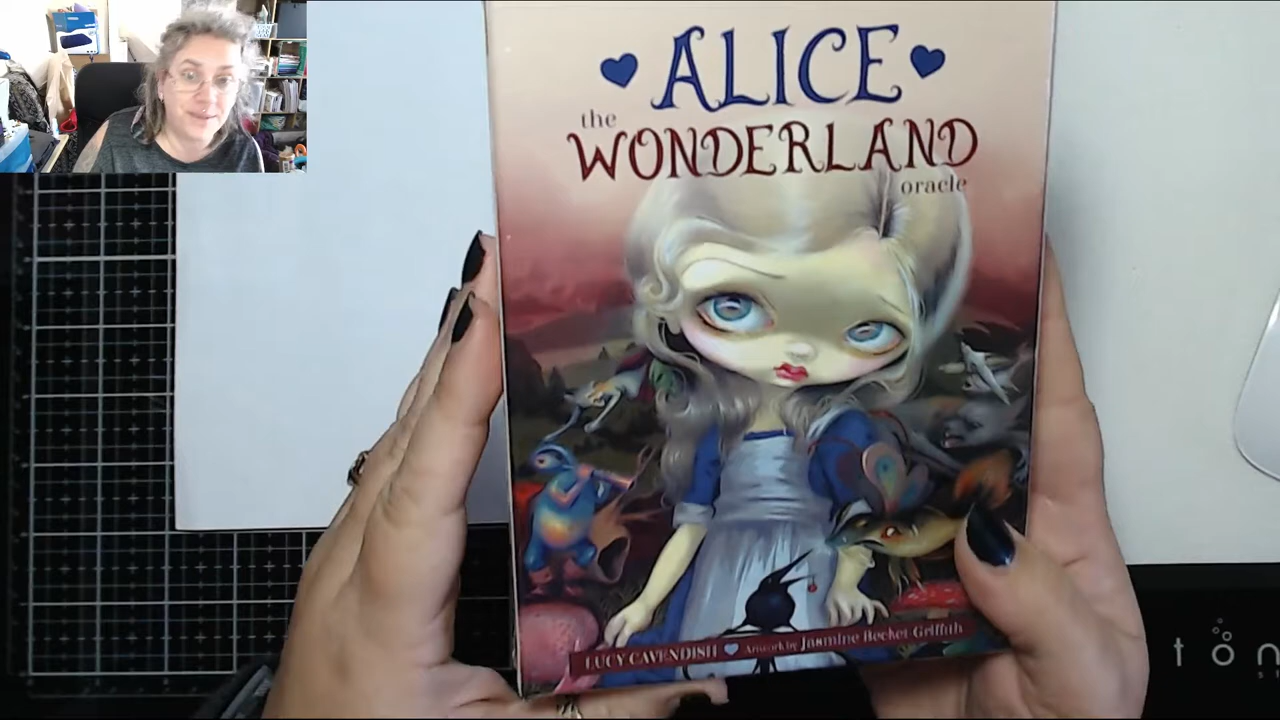 ALICE
the
WONDERLAND
oracle
LUCY CAVENDISH Artwork by Jasmine Becket-Griffith